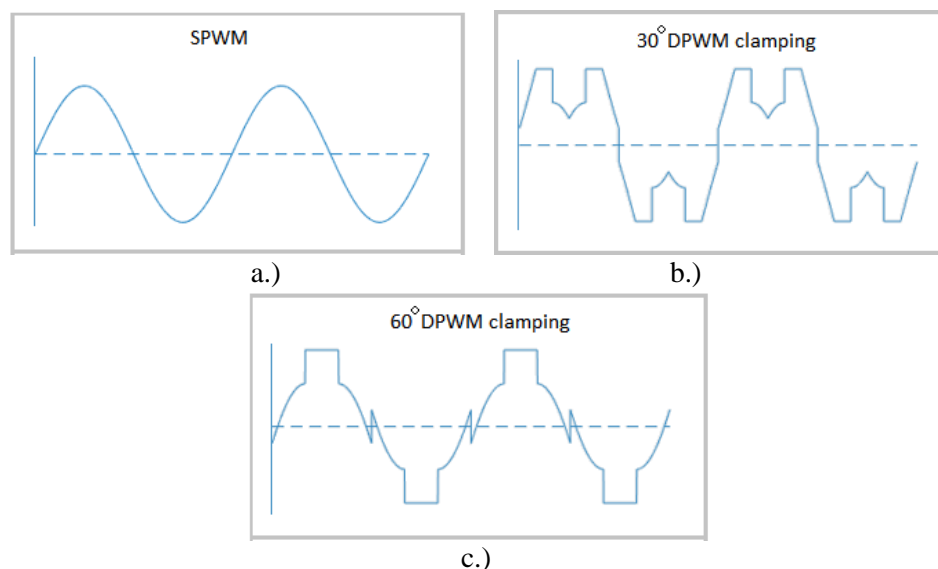 SPWM
30°DPWM clamping
a.)
b.)
60°DPWM clamping
c.)